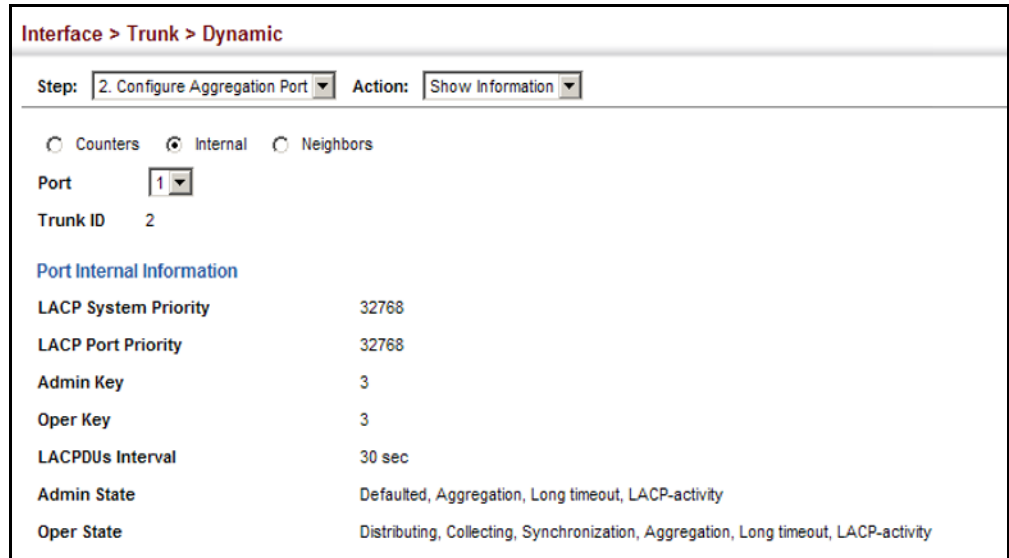 Interface > Trunk > Dynamic
Step: 2. Configure Aggregation Port Action: Show Information
Counters Internal Neighbors
Port 1
Trunk ID 2
Port Internal Information
LACP System Priority 32768
LACP Port Priority 32768
Admin Key 3
Oper Key 3
LACPDUs Interval 30 sec
Admin State Defaulted, Aggregation, Long timeout, LACP-activity
Oper State Distributing, Collecting, Synchronization, Aggregation, Long timeout, LACP-activity